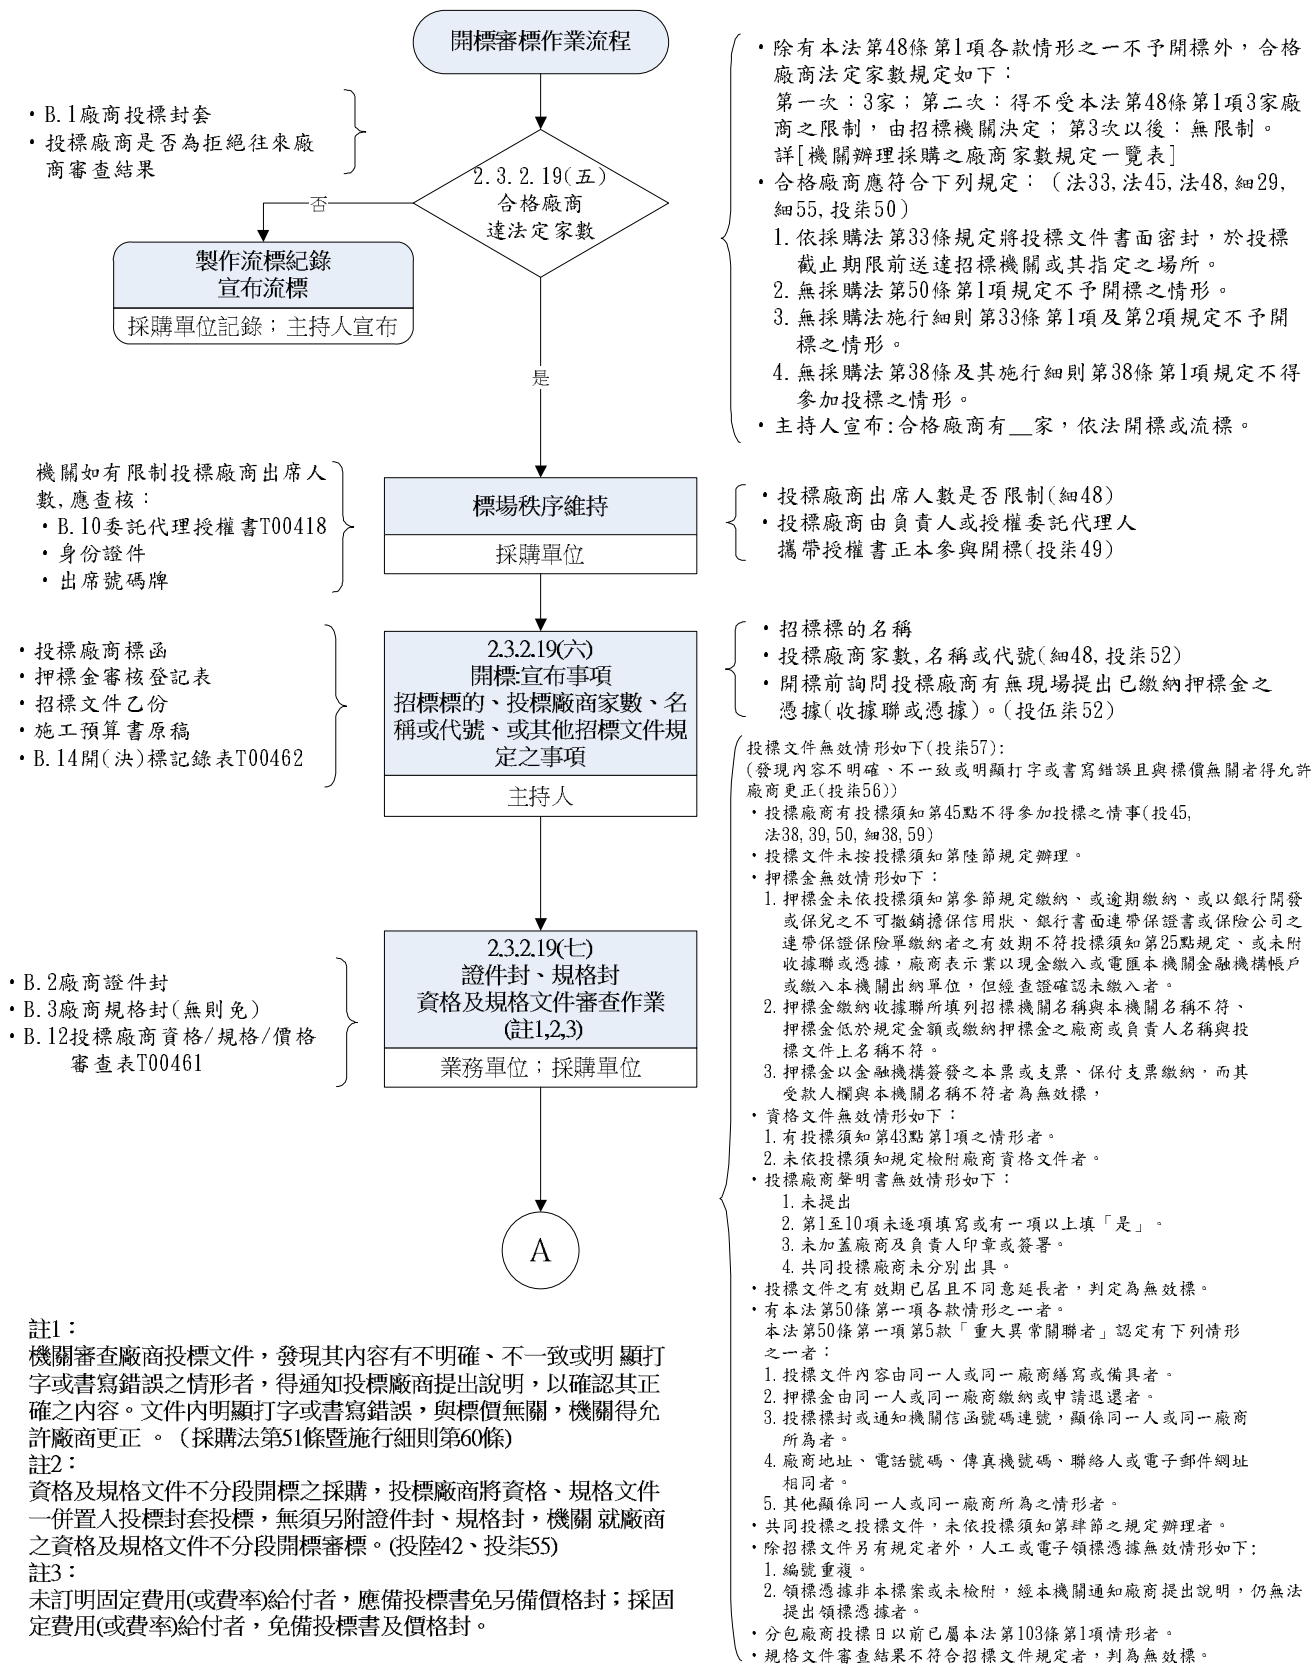 開標審標作業流程
・B.1廠商投標封套
・投標廠商是否為拒絕往來廠
商審查結果
2.3.2.19(五)
合格廠商
達法定家數
否
製作流標紀錄
宣布流標
採購單位記錄；主持人宣布
是
・除有本法第48條第1項各款情形之一不予開標外，合格
廠商法定家數規定如下：
第一次：3家；第二次：得不受本法第48條第1項3家廠
商之限制，由招標機關決定；第3次以後：無限制。
詳[機關辦理採購之廠商家數規定一覽表]
・合格廠商應符合下列規定：（法33,法45,法48,細29,
細55,投柒50）
1.依採購法第33條規定將投標文件書面密封，於投標
截止期限前送達招標機關或其指定之場所。
2.無採購法第50條第1項規定不予開標之情形。
3.無採購法施行細則第33條第1項及第2項規定不予開
標之情形。
4.無採購法第38條及其施行細則第38條第1項規定不得
參加投標之情形。
・主持人宣布:合格廠商有__家，依法開標或流標。
機關如有限制投標廠商出席人
數,應查核：
・B.10委託代理授權書T00418
・身份證件
・出席號碼牌
標場秩序維持
採購單位
・投標廠商出席人數是否限制(細48)
・投標廠商由負責人或授權委託代理人
攜帶授權書正本參與開標(投柒49)
・投標廠商標函
・押標金審核登記表
・招標文件乙份
・施工預算書原稿
・B.14開(決)標記錄表T00462
2.3.2.19(六)
開標:宣布事項
招標標的、投標廠商家數、名
稱或代號、或其他招標文件規
定之事項
主持人
・招標標的名稱
・投標廠商家數,名稱或代號(細48,投柒52)
・開標前詢問投標廠商有無現場提出已繳納押標金之
憑據(收據聯或憑據)。(投伍柒52)
・B.2廠商證件封
・B.3廠商規格封(無則免)
・B.12投標廠商資格/規格/價格
審查表T00461
2.3.2.19(七)
證件封、規格封
資格及規格文件審查作業
(註1,2,3)
業務單位；採購單位
A
投標文件無效情形如下(投柒57):
(發現內容不明確、不一致或明顯打字或書寫錯誤且與標價無關者得允許
廠商更正(投柒56))
・投標廠商有投標須知第45點不得參加投標之情事(投45,
法38,39,50,細38,59)
・投標文件未按投標須知第陸節規定辦理。
・押標金無效情形如下：
1.押標金未依投標須知第參節規定繳納、或逾期繳納、或以銀行開發
或保兌之不可撤銷擔保信用狀、銀行書面連帶保證書或保險公司之
連帶保證保險單繳納者之有效期不符投標須知第25點規定、或未附
收據聯或憑據，廠商表示業以現金繳入或電匯本機關金融機構帳戶
或繳入本機關出納單位，但經查證確認未繳入者。
2.押標金繳納收據聯所填列招標機關名稱與本機關名稱不符、
押標金低於規定金額或繳納押標金之廠商或負責人名稱與投
標文件上名稱不符。
3.押標金以金融機構簽發之本票或支票、保付支票繳納，而其
受款人欄與本機關名稱不符者為無效標，
・資格文件無效情形如下：
1.有投標須知第43點第1項之情形者。
2.未依投標須知規定檢附廠商資格文件者。
・投標廠商聲明書無效情形如下：
1.未提出
2.第1至10項未逐項填寫或有一項以上填「是」。
3.未加蓋廠商及負責人印章或簽署。
4.共同投標廠商未分別出具。
・投標文件之有效期已屆且不同意延長者，判定為無效標。
・有本法第50條第一項各款情形之一者。
本法第50條第一項第5款「重大異常關聯者」認定有下列情形
之一者：
1.投標文件內容由同一人或同一廠商繕寫或備具者。
2.押標金由同一人或同一廠商繳納或申請退還者。
3.投標標封或通知機關信函號碼連號，顯係同一人或同一廠商
所為者。
4.廠商地址、電話號碼、傳真機號碼、聯絡人或電子郵件網址
相同者。
5.其他顯係同一人或同一廠商所為之情形者。
・共同投標之投標文件，未依投標須知第肆節之規定辦理者。
・除招標文件另有規定者外，人工或電子領標憑據無效情形如下:
1.編號重複。
2.領標憑據非本標案或未檢附，經本機關通知廠商提出說明，仍無法
提出領標憑據者。
・分包廠商投標日以前已屬本法第103條第1項情形者。
・規格文件審查結果不符合招標文件規定者，判為無效標。
註1：
機關審查廠商投標文件，發現其內容有不明確、不一致或明 顯打
字或書寫錯誤之情形者，得通知投標廠商提出說明，以確認其正
確之內容。文件內明顯打字或書寫錯誤，與標價無關，機關得允
許廠商更正 。（採購法第51條暨施行細則第60條)
註2：
資格及規格文件不分段開標之採購，投標廠商將資格、規格文件
一併置入投標封套投標，無須另附證件封、規格封，機關 就廠商
之資格及規格文件不分段開標審標。(投陸42、投柒55)
註3：
未訂明固定費用(或費率)給付者，應備投標書免另備價格封；採固
定費用(或費率)給付者，免備投標書及價格封。